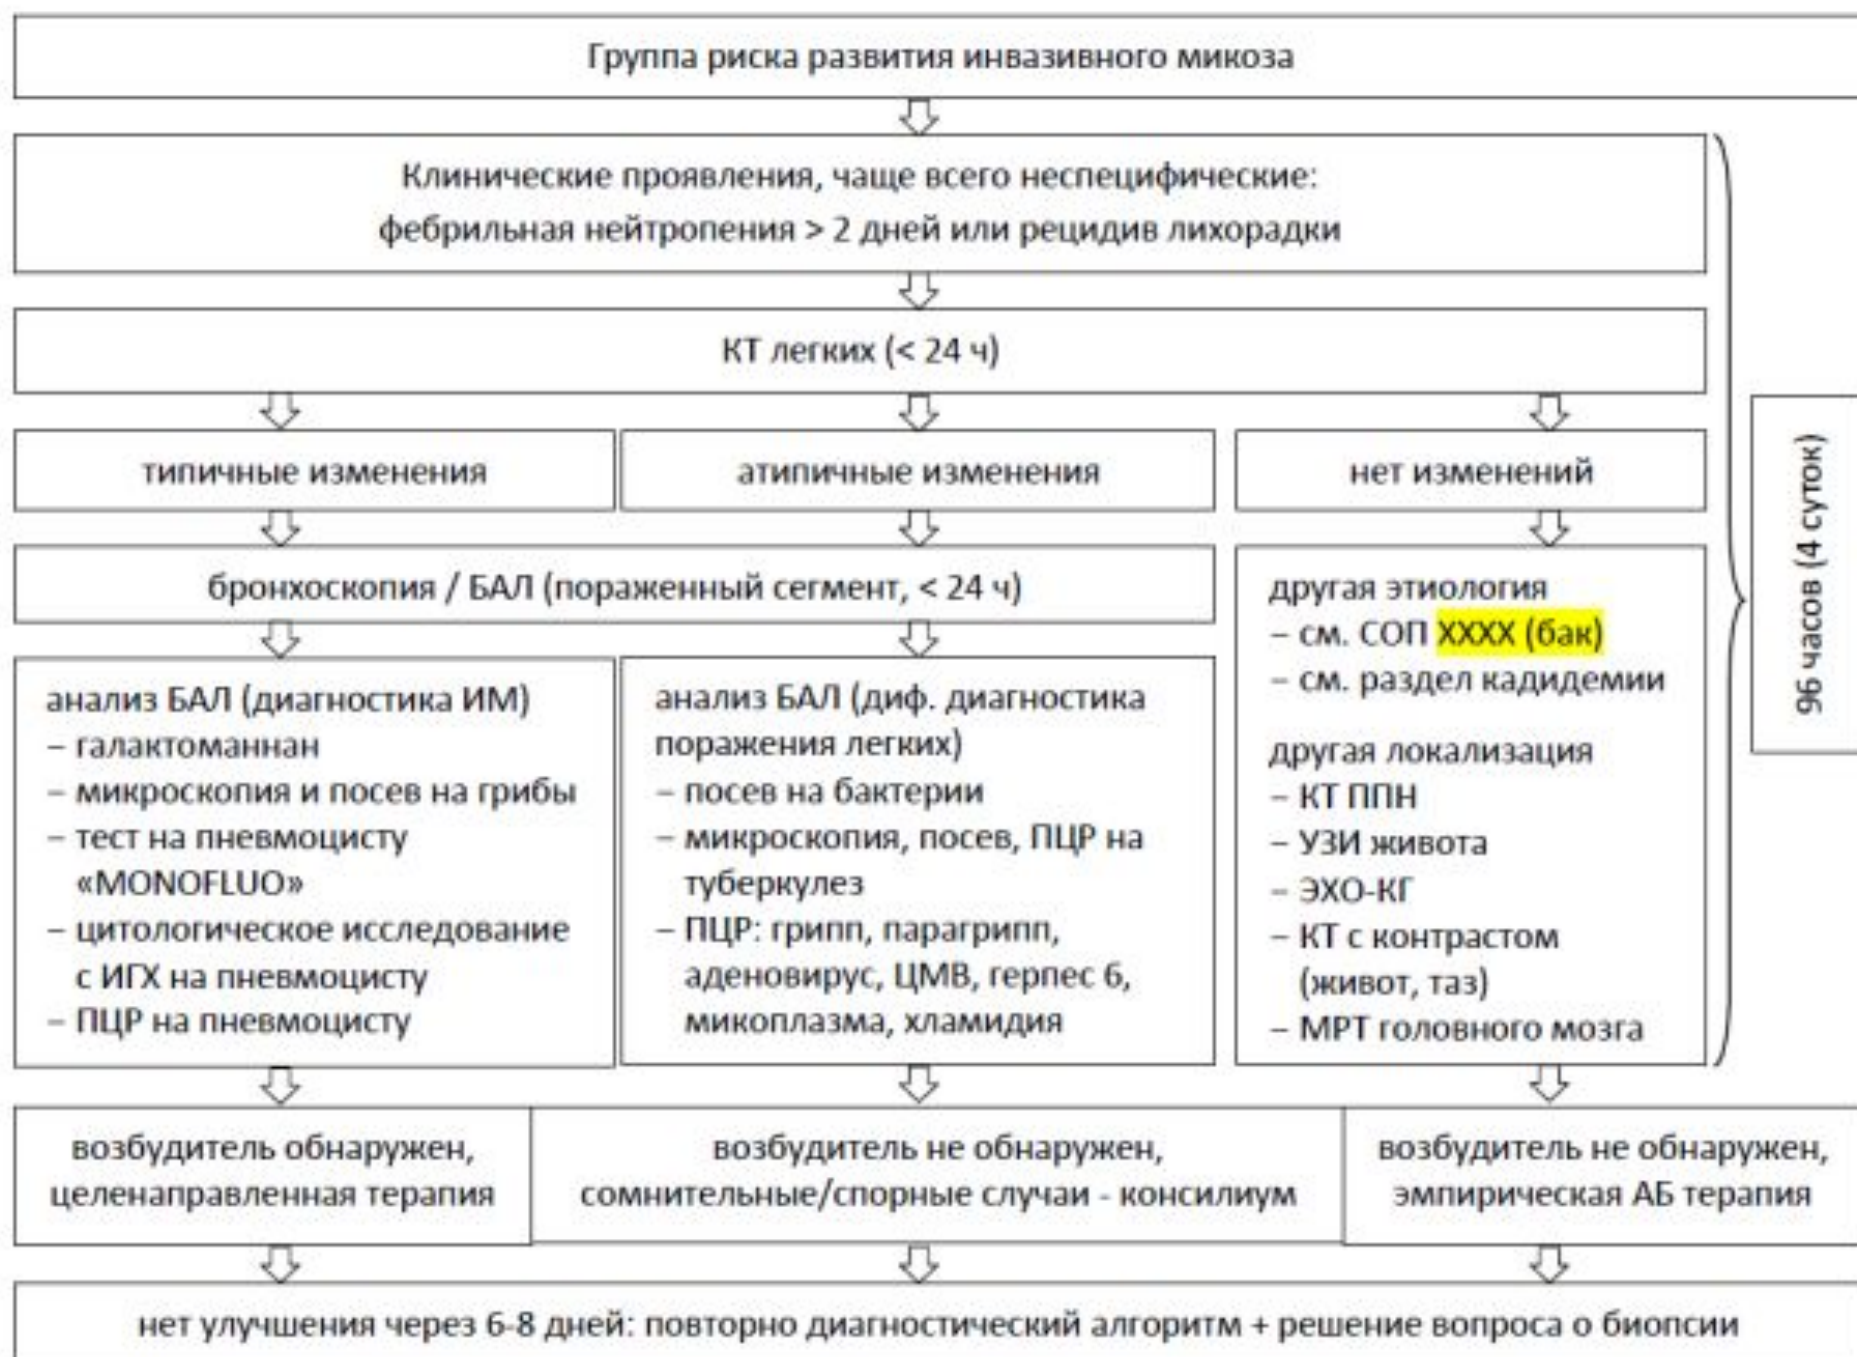 Группа риска развития инвазивного микоза
Клинические проявления, чаще всего неспецифические:
фебрильная нейтропения > 2 дней или рецидив лихорадки
КТ легких (< 24 ч)
типичные изменения
атипичные изменения
нет изменений
бронхоскопия / БАЛ (пораженный сегмент, < 24 ч)
анализ БАЛ (диагностика ИМ)
– галактоманнан
– микроскопия и посев на грибы
– тест на пневмоцисту
«MONOFLUO»
– цитологическое исследование
с ИГХ на пневмоцисту
– ПЦР на пневмоцисту
анализ БАЛ (диф. диагностика
поражения легких)
– посев на бактерии
– микроскопия, посев, ПЦР на
туберкулез
– ПЦР: грипп, парагрипп,
аденовирус, ЦМВ, герпес 6,
микоплазма, хламидия
другая этиология
– см. СОП XXXX (бак)
– см. раздел кадидемии
другая локализация
– КТ ППН
– УЗИ живота
– ЭХО-КГ
– КТ с контрастом
(живот, таз)
– МРТ головного мозга
96 часов (4 суток)
возбудитель обнаружен,
целенаправленная терапия
возбудитель не обнаружен,
сомнительные/спорные случаи - консилиум
возбудитель не обнаружен,
эмпирическая АБ терапия
нет улучшения через 6-8 дней: повторно диагностический алгоритм + решение вопроса о биопсии